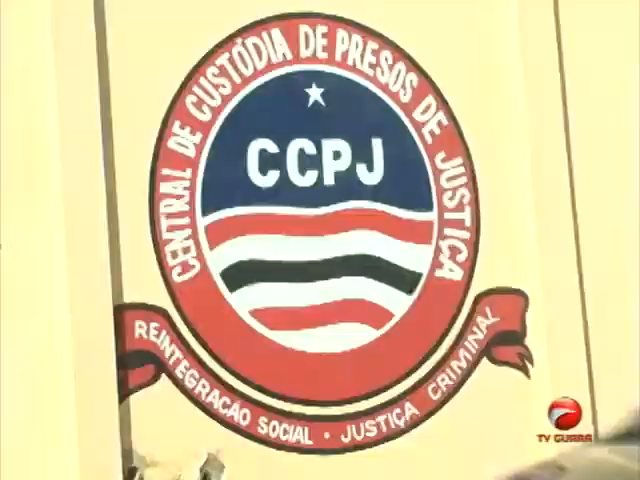 CENTRAL DE CUSTÓDIA DE PRESOS DE JUSTIÇA
CCPJ
REINTEGRAÇÃO SOCIAL · JUSTIÇA CRIMINAL
TV GUARÁ